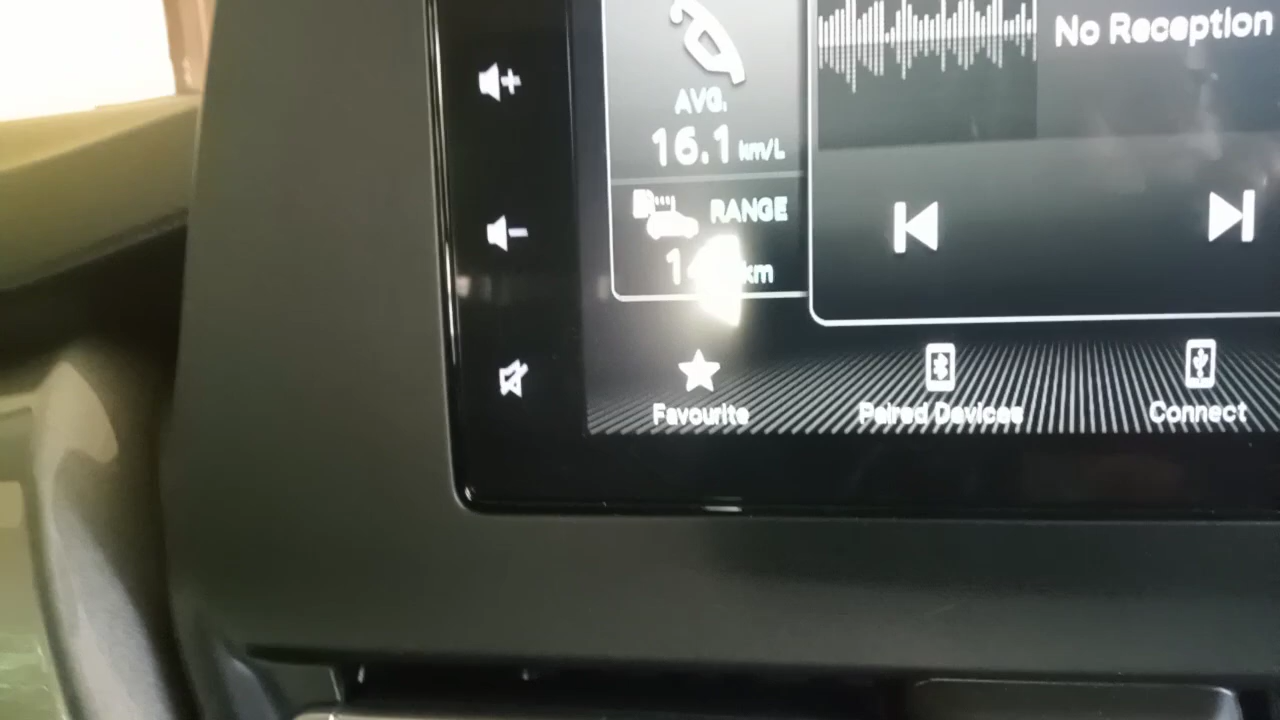 No Reception
AVG.
16.1 km/L
RANGE
km
Favourite
Paired Devices
Connect